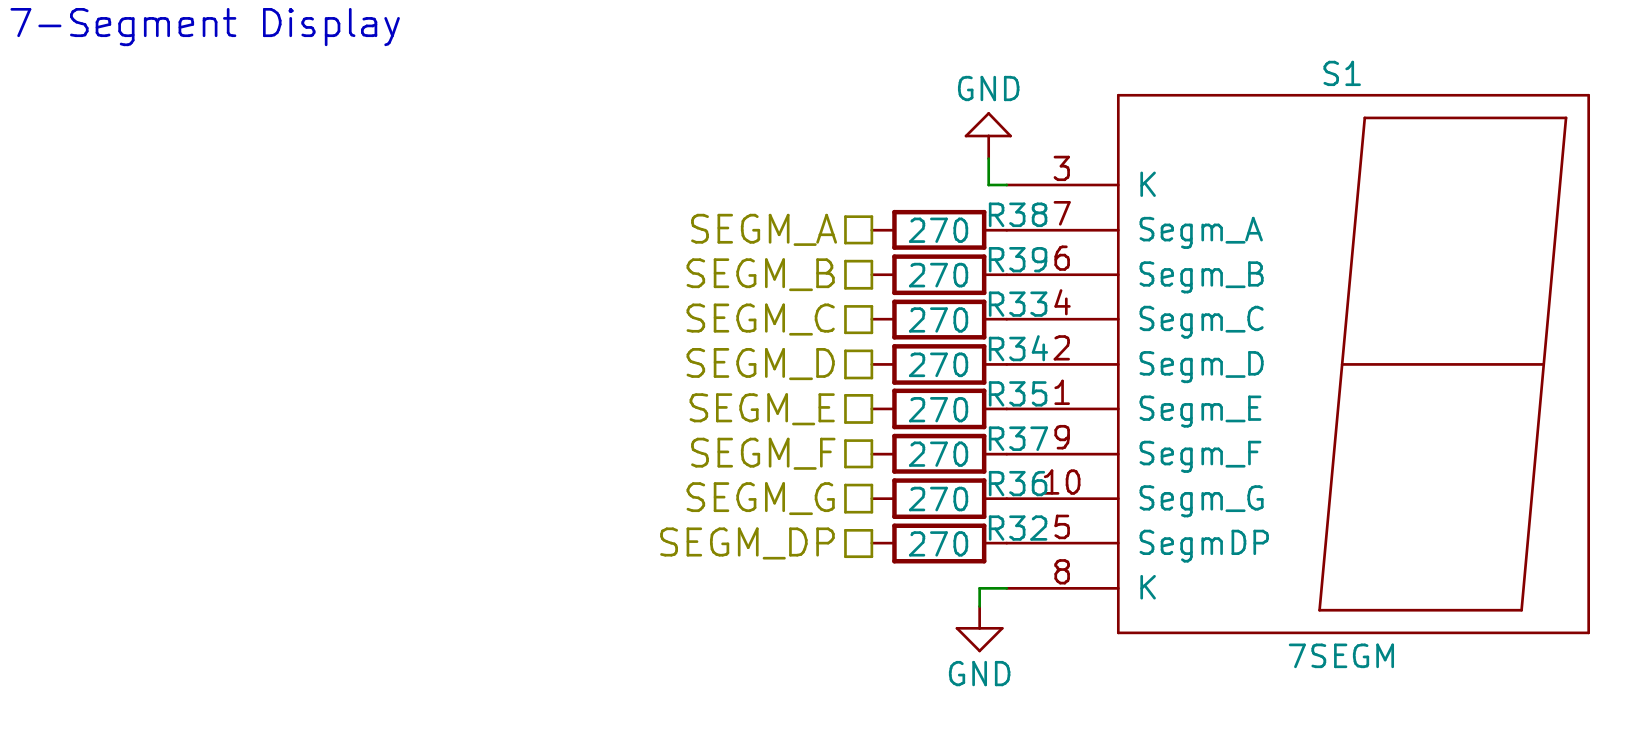 7-Segment Display
S1
GND
3 K
SEGM_A 270 R38 7 Segm_A
SEGM_B 270 R39 6 Segm_B
SEGM_C 270 R33 4 Segm_C
SEGM_D 270 R34 2 Segm_D
SEGM_E 270 R35 1 Segm_E
SEGM_F 270 R37 9 Segm_F
SEGM_G 270 R36 10 Segm_G
SEGM_DP 270 R32 5 SegmDP
8 K
7SEGM
GND